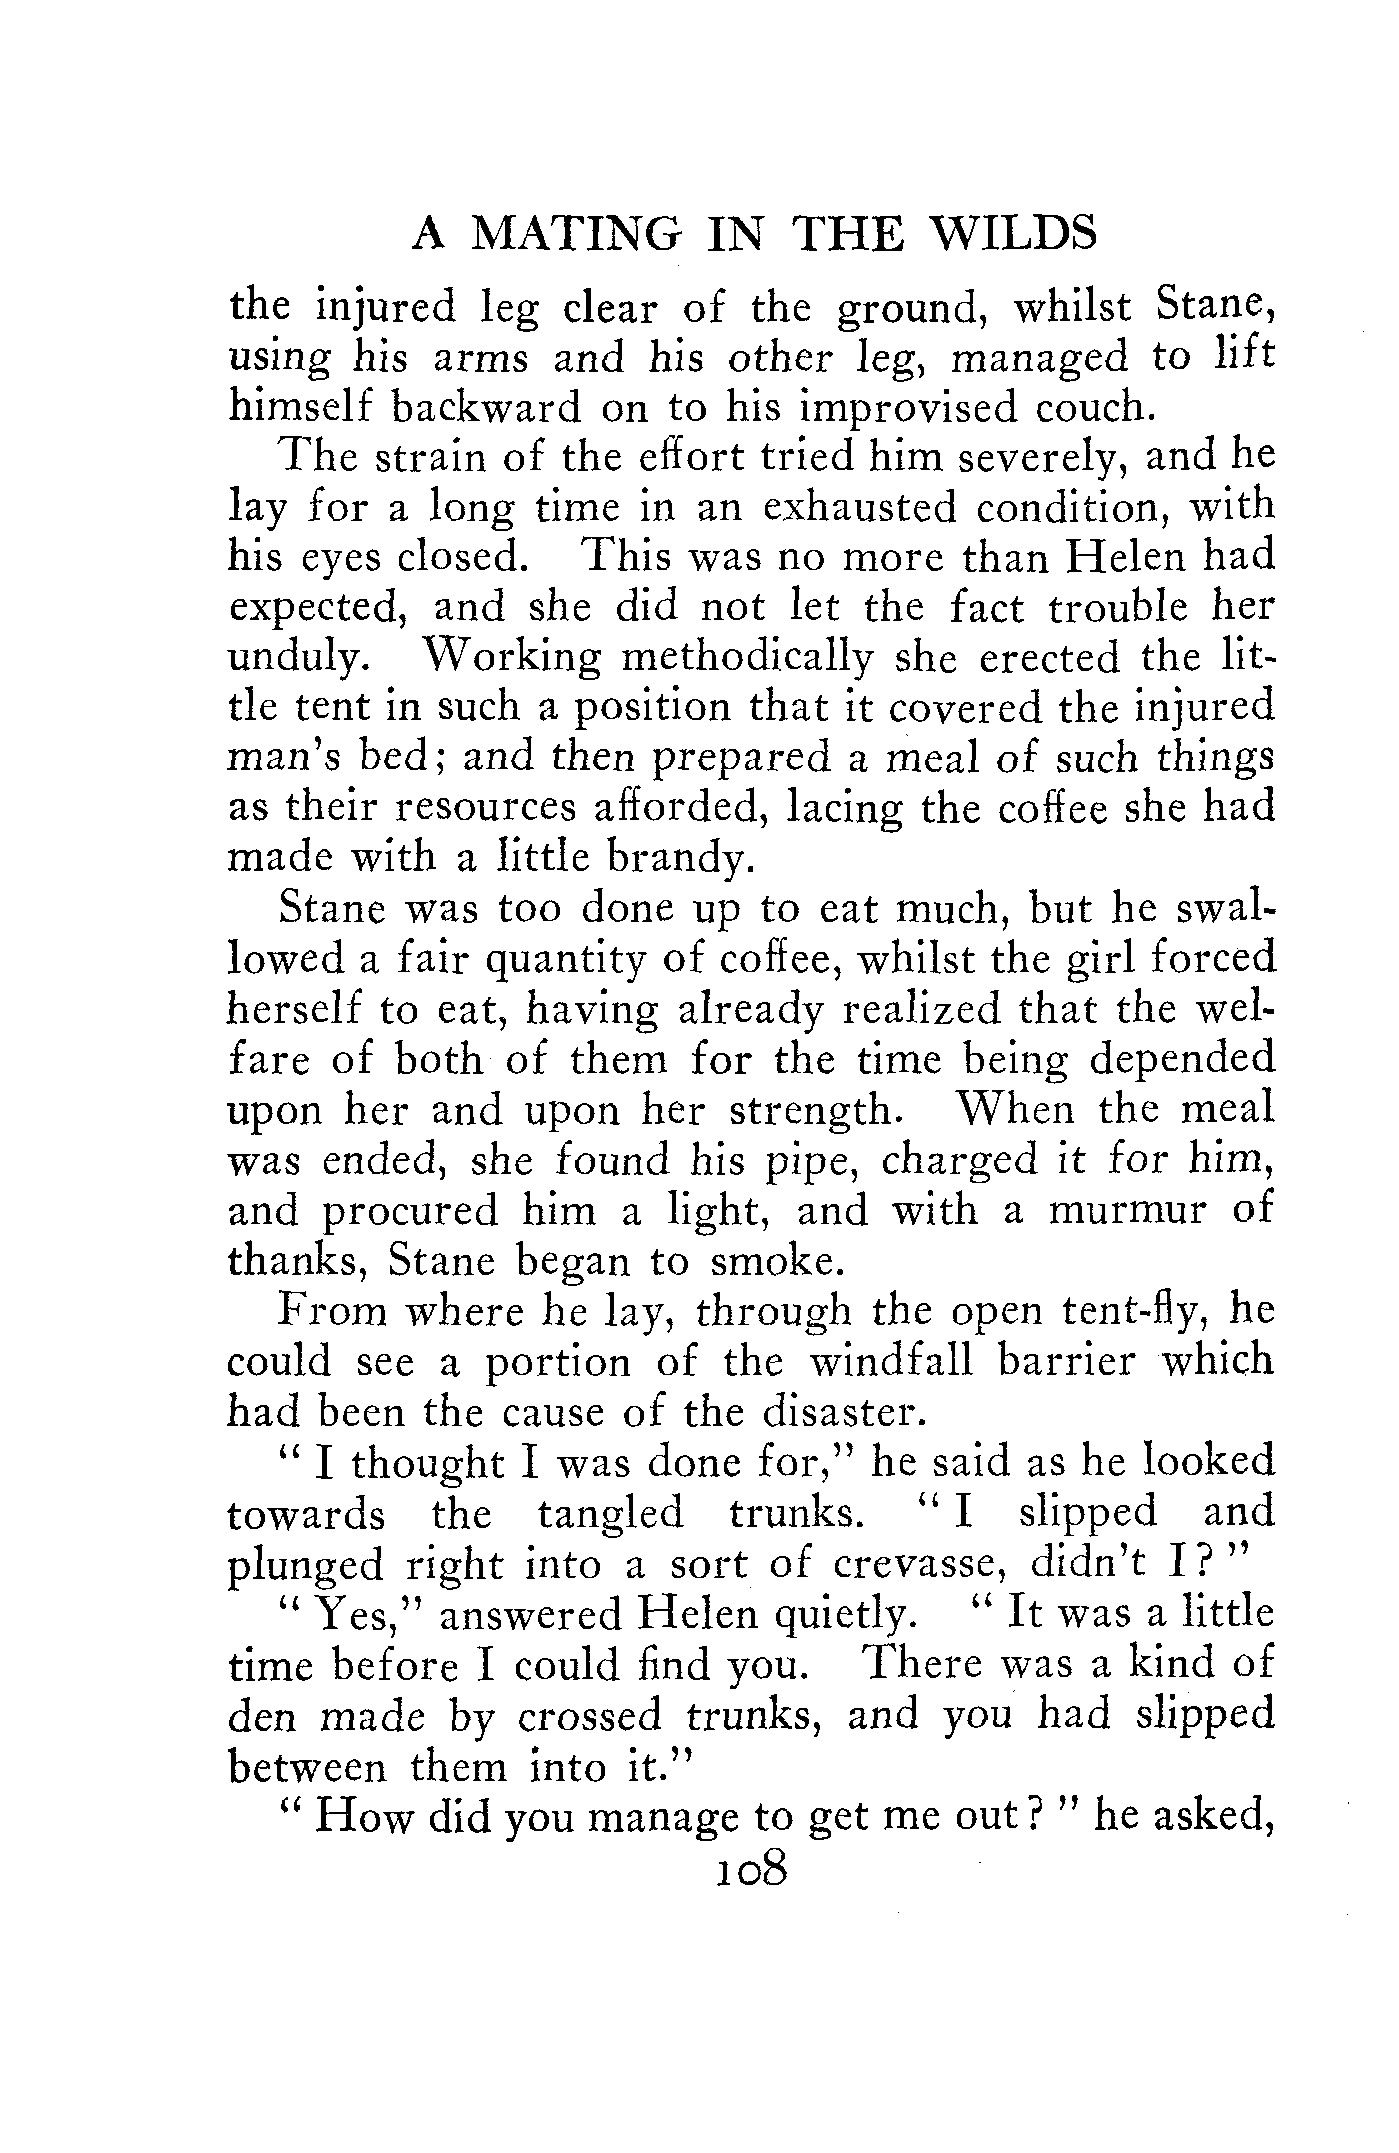 A MATING IN THE WILDS
the injured leg clear of the ground, whilst Stane,
using his arms and his other leg, managed to lift
himself backward on to his improvised couch.
The strain of the effort tried him severely, and he
lay for a long time in an exhausted condition, with
his eyes closed. This was no more than Helen had
expected, and she did not let the fact trouble her
unduly. Working methodically she erected the lit-
tle tent in such a position that it covered the injured
man's bed; and then prepared a meal of such things
as their resources afforded, lacing the coffee she had
made with a little brandy.
Stane was too done up to eat much, but he swal-
lowed a fair quantity of coffee, whilst the girl forced
herself to eat, having already realized that the wel-
fare of both of them for the time being depended
upon her and upon her strength. When the meal
was ended, she found his pipe, charged it for him,
and procured him a light, and with a murmur of
thanks, Stane began to smoke.
From where he lay, through the open tent-fly, he
could see a portion of the windfall barrier which
had been the cause of the disaster.
“ I thought I was done for,” he said as he looked
towards the tangled trunks. “ I slipped and
plunged right into a sort of crevasse, didn't I? ”
“ Yes,” answered Helen quietly. “ It was a little
time before I could find you. There was a kind of
den made by crossed trunks, and you had slipped
between them into it.”
“ How did you manage to get me out? ” he asked,
108